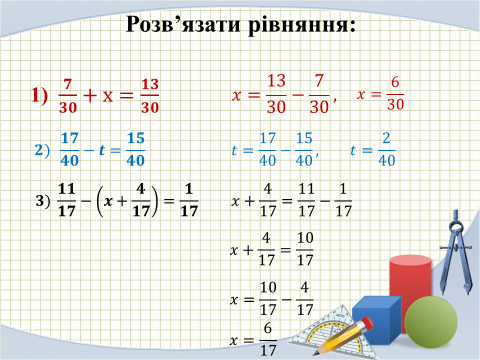 Розв’язати рівняння:
1) 7/30 + x = 13/30 x = 13/30 − 7/30, x = 6/30
2) 17/40 − t = 15/40 t = 17/40 − 15/40, t = 2/40
3) 11/17 − (x + 4/17) = 1/17 x + 4/17 = 11/17 − 1/17
x + 4/17 = 10/17
x = 10/17 − 4/17
x = 6/17